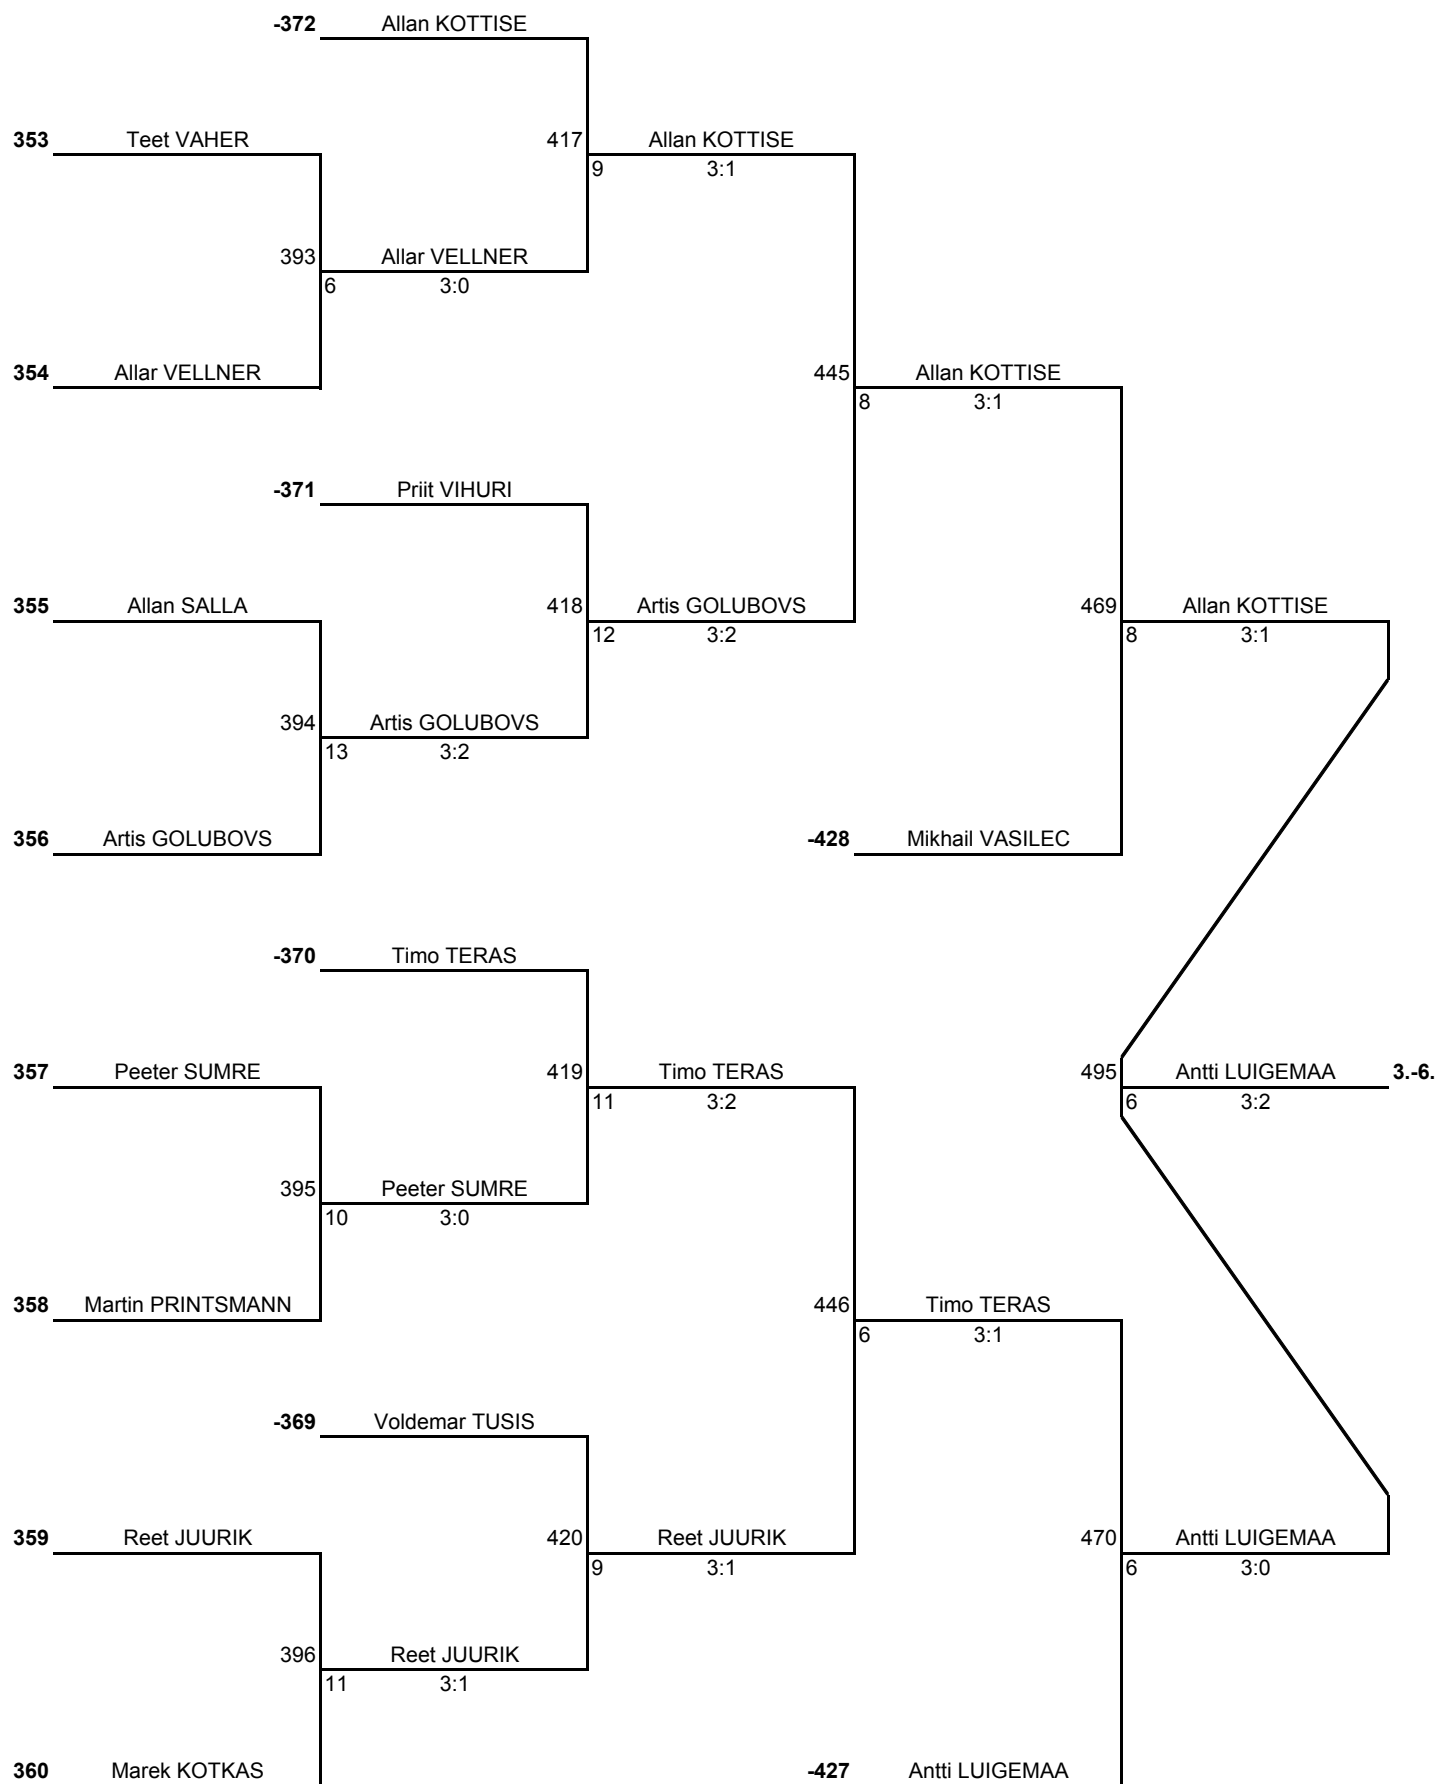 -372 Allan KOTTISE
353 Teet VAHER 417 Allan KOTTISE
9 3:1
393 Allar VELLNER
6 3:0
354 Allar VELLNER 445 Allan KOTTISE
8 3:1
-371 Priit VIHURI
355 Allan SALLA 418 Artis GOLUBOVS 469 Allan KOTTISE
12 3:2 8 3:1
394 Artis GOLUBOVS
13 3:2
356 Artis GOLUBOVS -428 Mikhail VASILEC
-370 Timo TERAS
357 Peeter SUMRE 419 Timo TERAS 495 Antti LUIGEMAA 3.-6.
11 3:2 6 3:2
395 Peeter SUMRE
10 3:0
358 Martin PRINTSMANN 446 Timo TERAS
6 3:1
-369 Voldemar TUSIS
359 Reet JUURIK 420 Reet JUURIK 470 Antti LUIGEMAA
9 3:1 6 3:0
396 Reet JUURIK
11 3:1
360 Marek KOTKAS -427 Antti LUIGEMAA